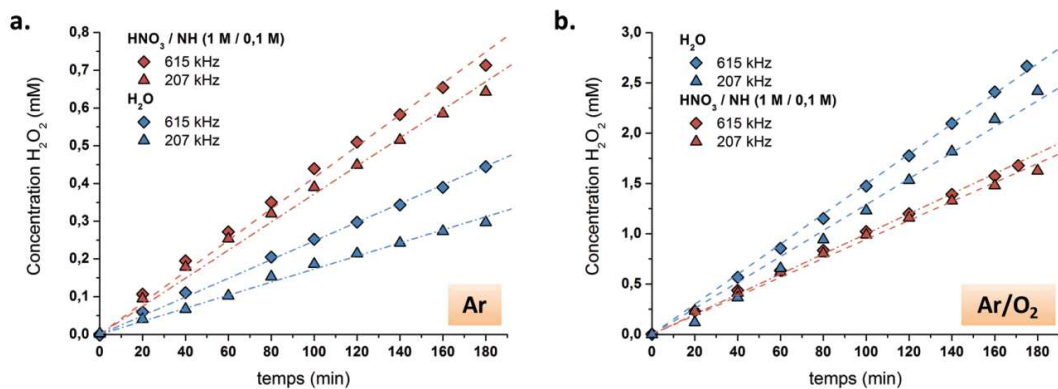 a.
Concentration H₂O₂ (mM)
0,8
0,7
0,6
0,5
0,4
0,3
0,2
0,1
0,0
HNO₃ / NH (1 M / 0,1 M)
615 kHz
207 kHz
H₂O
615 kHz
207 kHz
Ar
0 20 40 60 80 100 120 140 160 180
temps (min)
b.
Concentration H₂O₂ (mM)
3,0
2,5
2,0
1,5
1,0
0,5
0,0
H₂O
615 kHz
207 kHz
HNO₃ / NH (1 M / 0,1 M)
615 kHz
207 kHz
Ar/O₂
0 20 40 60 80 100 120 140 160 180
temps (min)